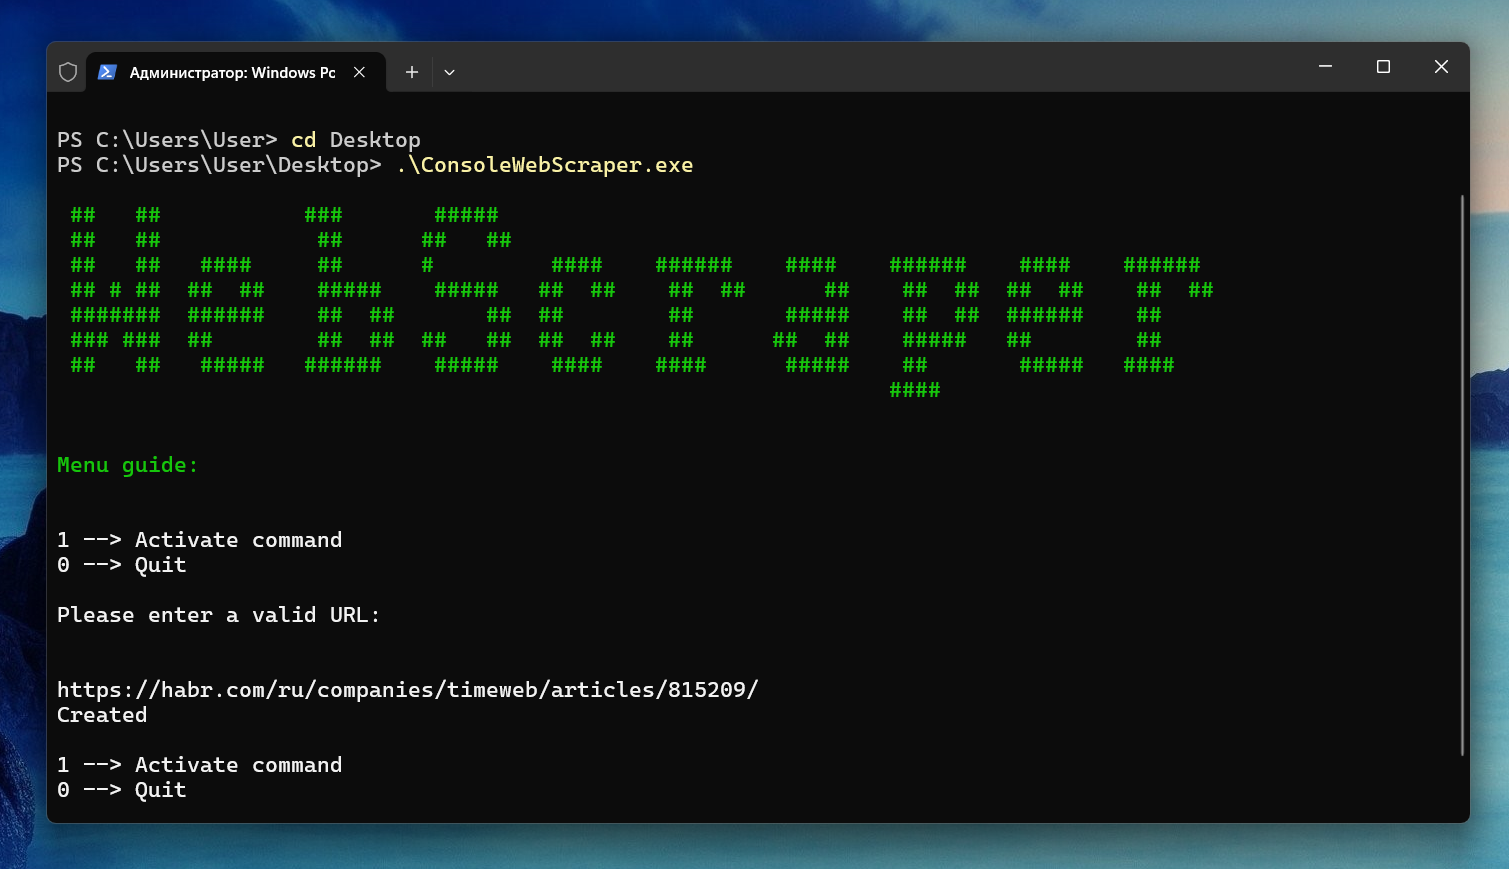 Администратор: Windows Pc
PS C:\Users\User> cd Desktop
PS C:\Users\User\Desktop> .\ConsoleWebScraper.exe
WebScraper
Menu guide:
1 --> Activate command
0 --> Quit
Please enter a valid URL:
https://habr.com/ru/companies/timeweb/articles/815209/
Created
1 --> Activate command
0 --> Quit